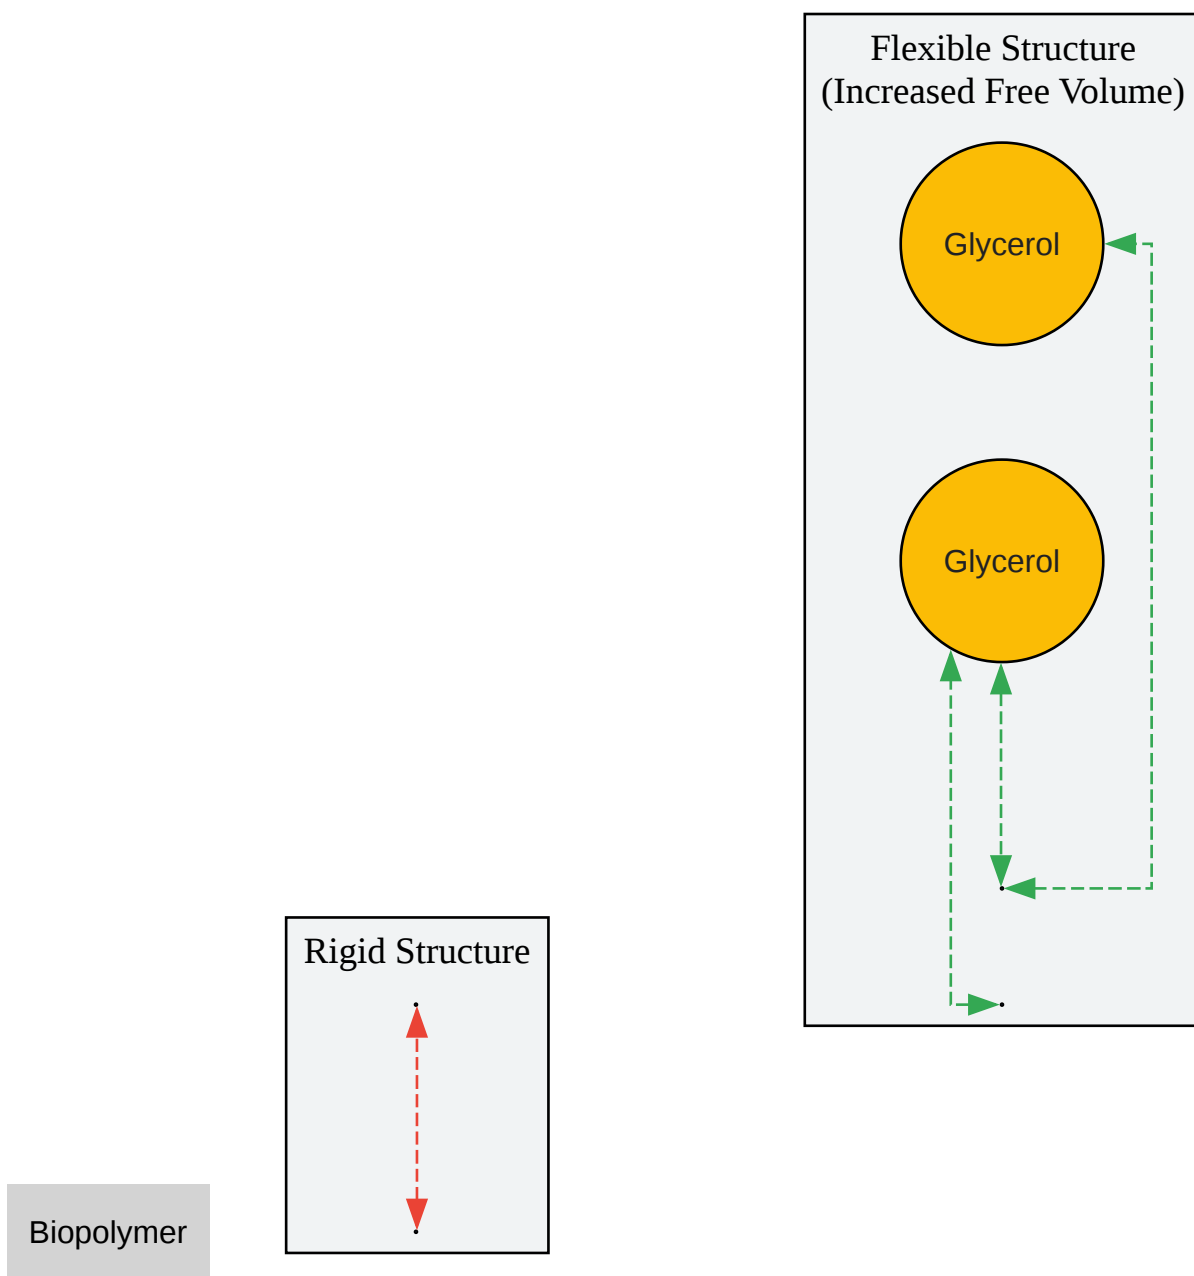 Flexible Structure
(Increased Free Volume)
Glycerol
Glycerol
Rigid Structure
Biopolymer